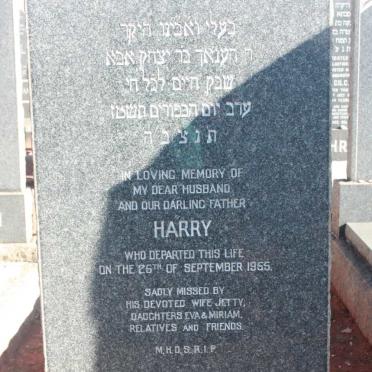 בעלי ואבינו היקר
ר הענאך בר יצחק אבא
שבק חיים לכל חי
ערב יום הכפורים תשט"ז
ת נ צ ב ה
IN LOVING MEMORY OF
MY DEAR HUSBAND
AND OUR DARLING FATHER
HARRY
WHO DEPARTED THIS LIFE
ON THE 26TH OF SEPTEMBER 1955.
SADLY MISSED BY
HIS DEVOTED WIFE JETTY,
DAUGHTERS EVA & MIRIAM,
RELATIVES AND FRIENDS.
M.H.D.S.R.I.P.